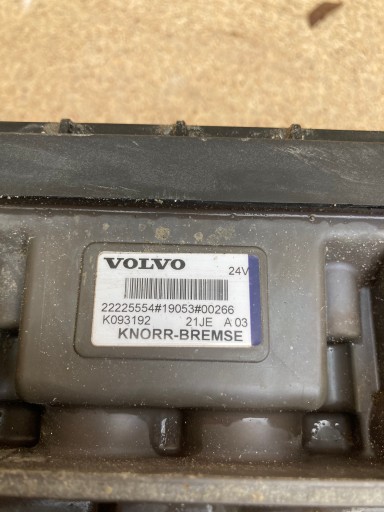 VOLVO 24V
22225554#19053#00266
K093192 21JE A 03
KNORR-BREMSE